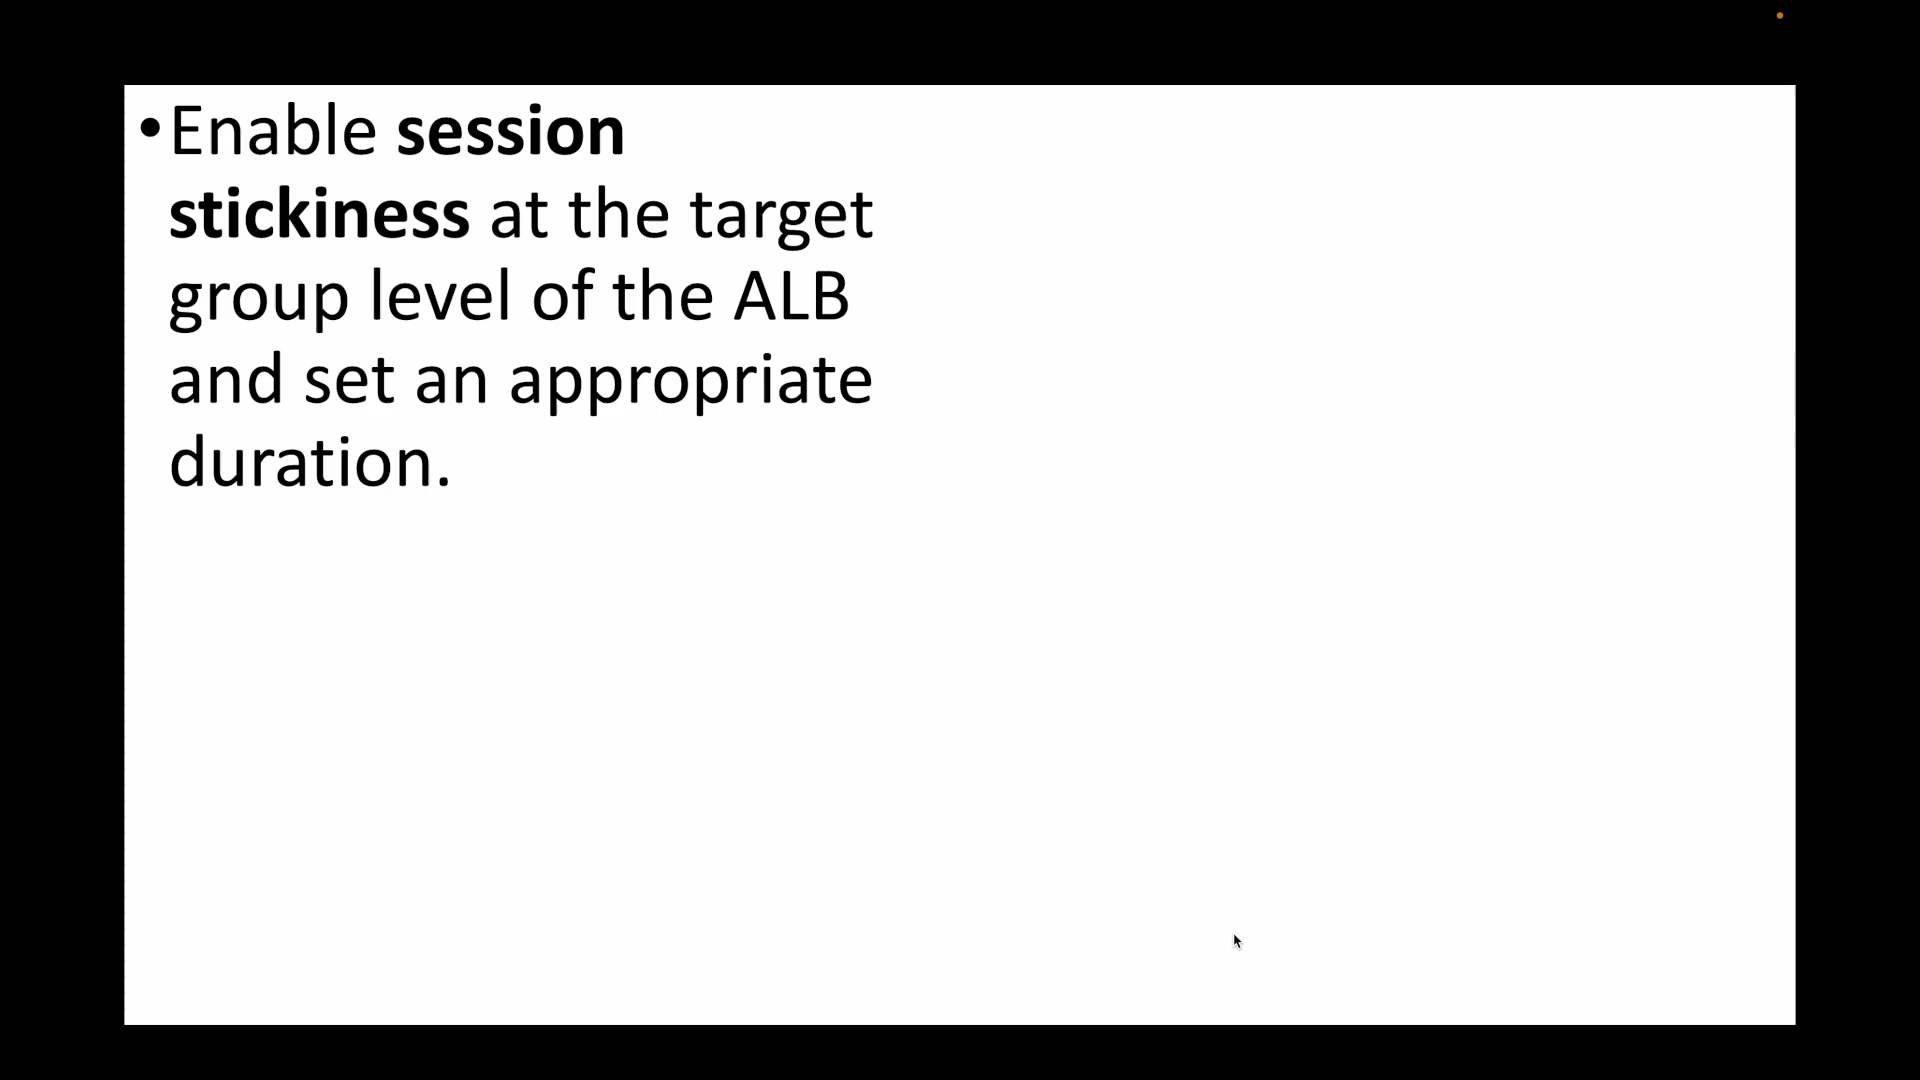 •Enable session
stickiness at the target
group level of the ALB
and set an appropriate
duration.